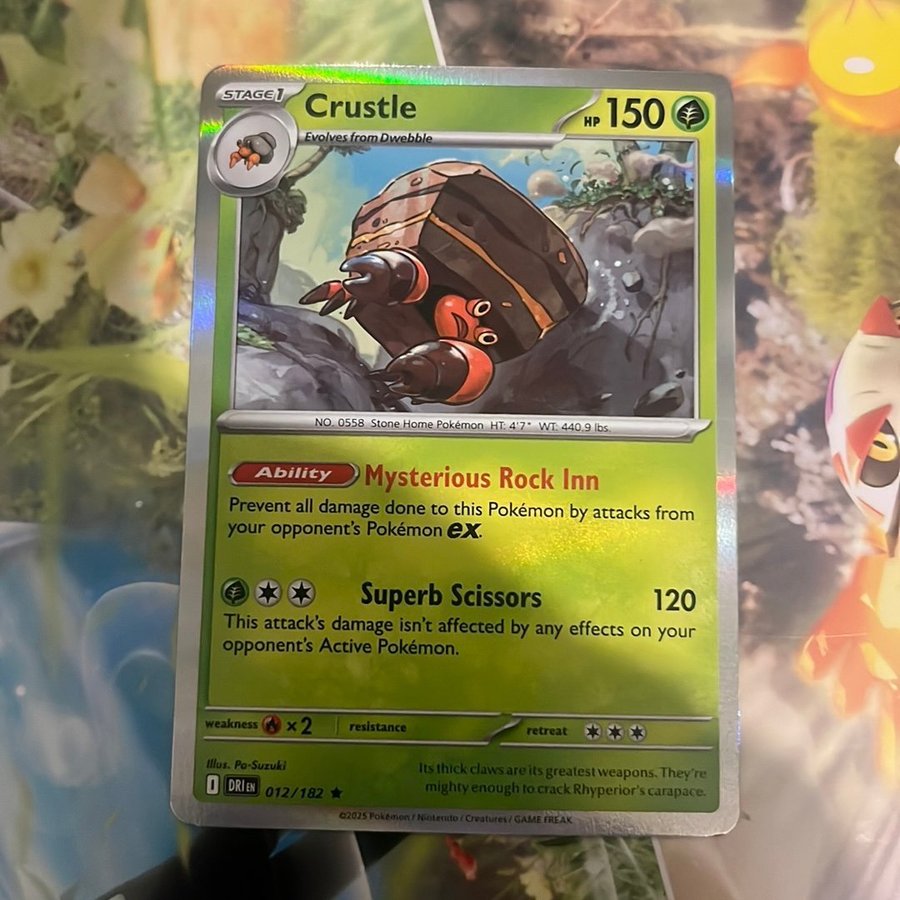 STAGE1
Crustle
HP 150
Evolves from Dwebble
NO. 0558 Stone Home Pokémon HT: 4'7" WT: 440.9 lbs.
Ability Mysterious Rock Inn
Prevent all damage done to this Pokémon by attacks from
your opponent's Pokémon ex.
Superb Scissors 120
This attack's damage isn't affected by any effects on your
opponent's Active Pokémon.
weakness ×2 resistance retreat
Illus. Pa-Suzuki
Its thick claws are its greatest weapons. They're
mighty enough to crack Rhyperior's carapace.
I DRI EN 012/182 ★
©2025 Pokémon / Nintendo / Creatures / GAME FREAK